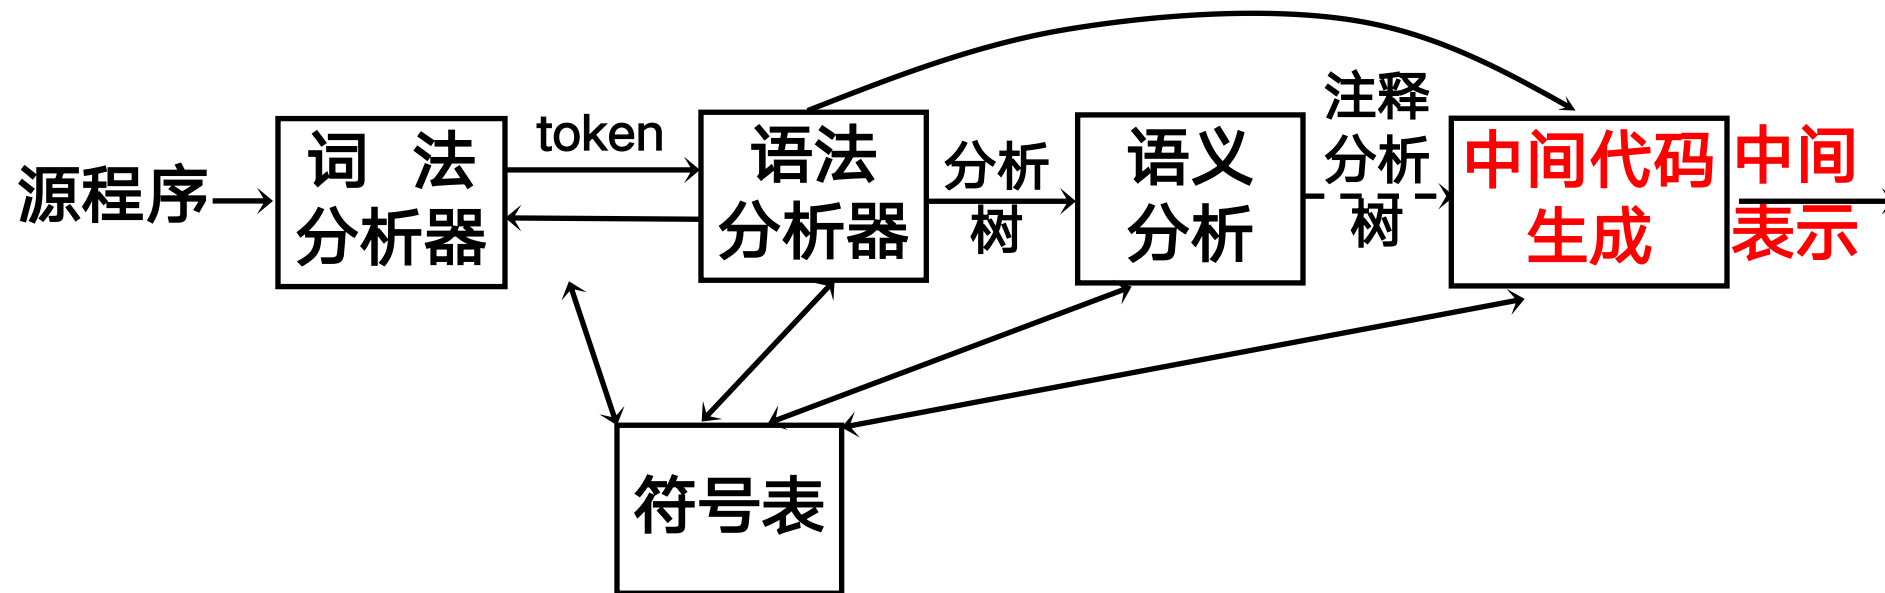 源程序
词 法
分析器
token
语法
分析器
分析
树
语义
分析
注释
分析
树
中间代码
生成
中间
表示
符号表